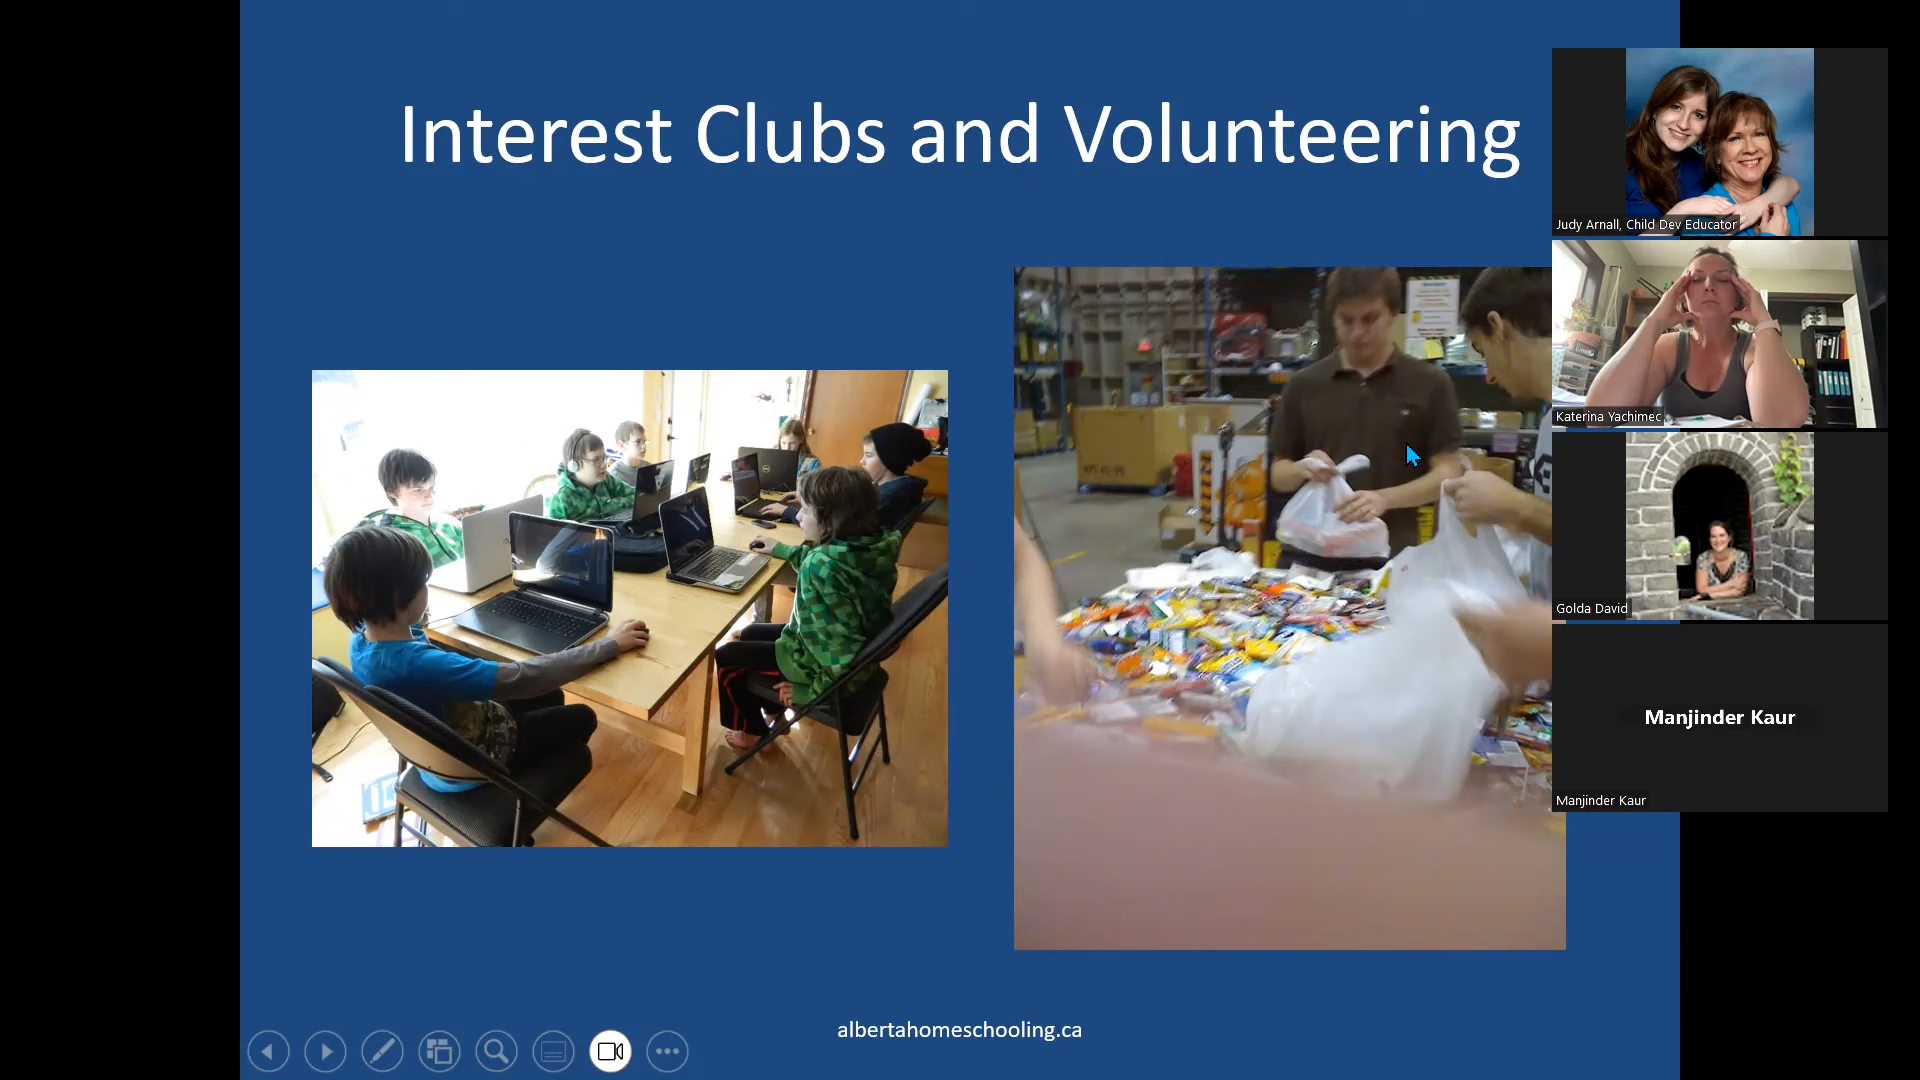 Interest Clubs and Volunteering
Judy Arnall, Child Dev Educator
Katerina Yachimec
Golda David
Manjinder Kaur
Manjinder Kaur
albertahomeschooling.ca